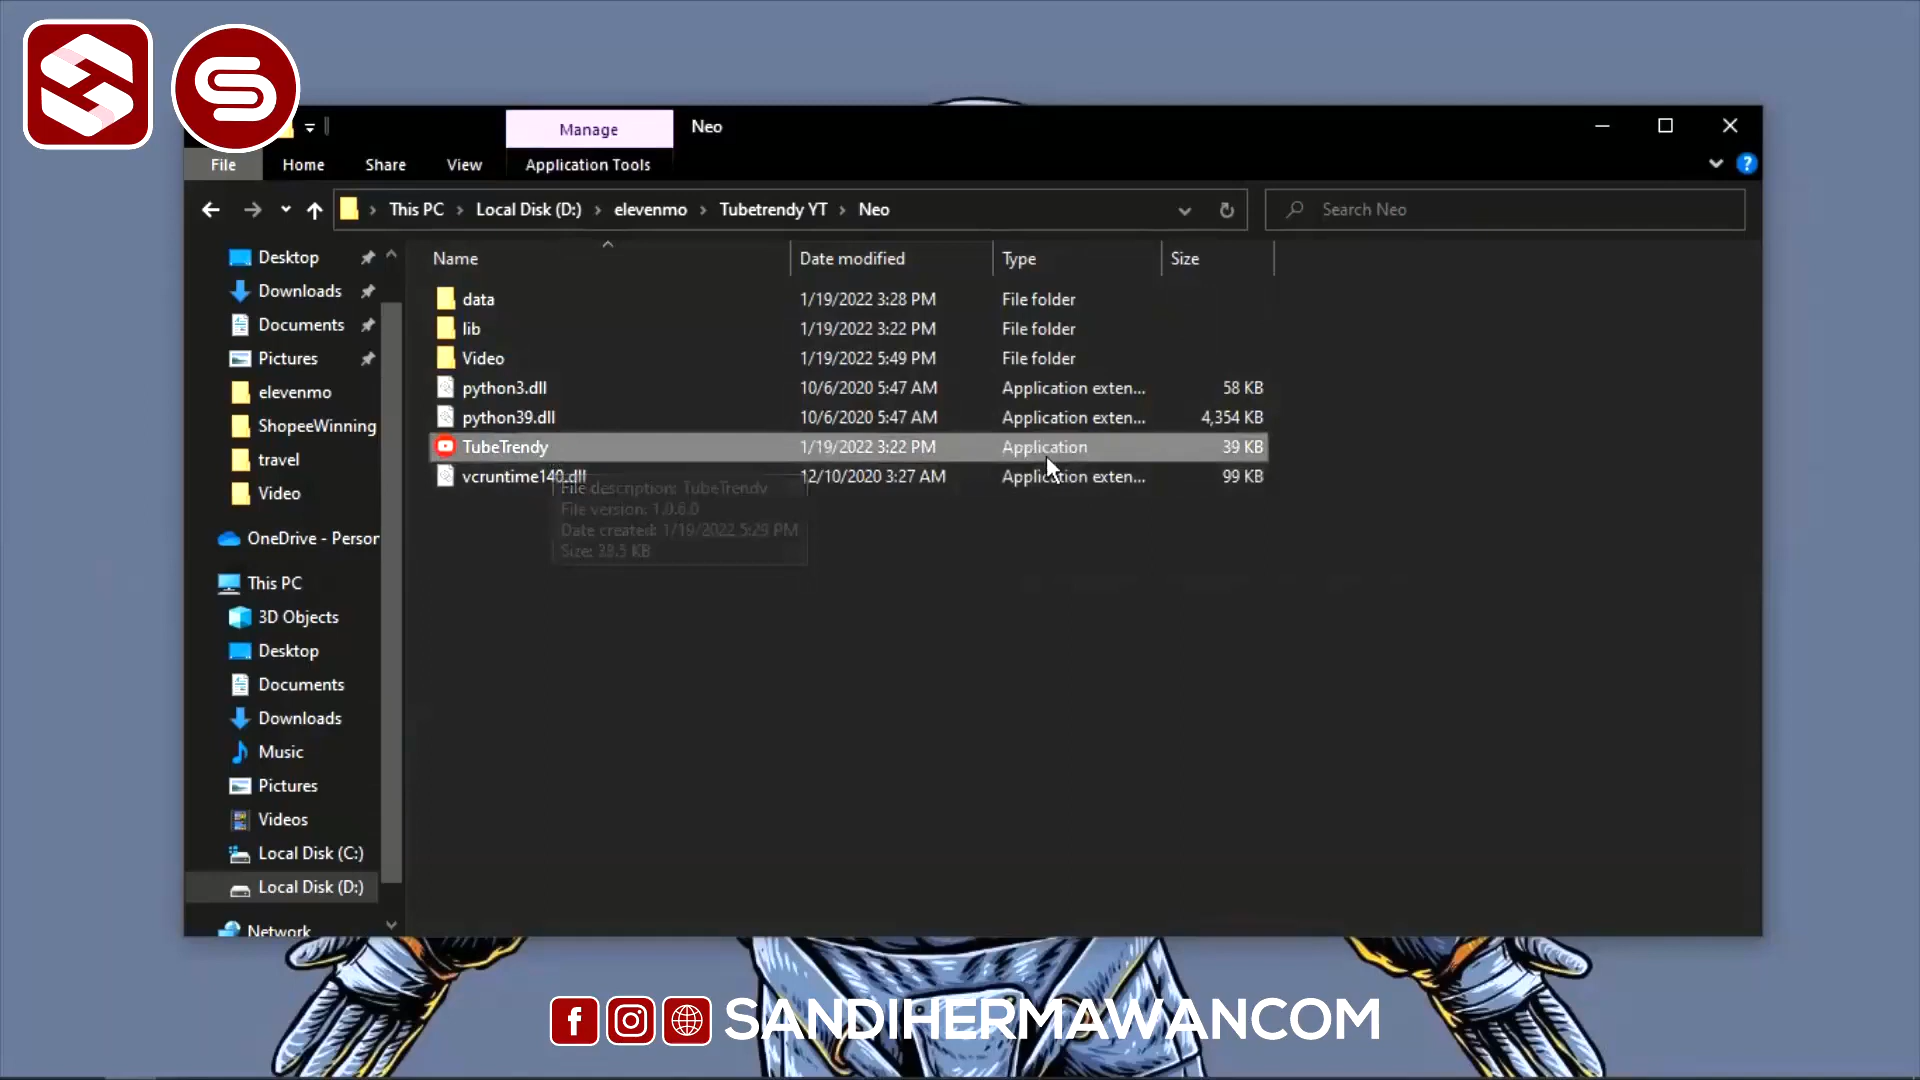 Manage
Neo
File
Home
Share
View
Application Tools
This PC
Local Disk (D:)
elevenmo
Tubetrendy YT
Neo
Search Neo
Desktop
Downloads
Documents
Pictures
elevenmo
ShopeeWinning
travel
Video
OneDrive - Person
This PC
3D Objects
Desktop
Documents
Downloads
Music
Pictures
Videos
Local Disk (C:)
Local Disk (D:)
Network
Name Date modified Type Size
data 1/19/2022 3:28 PM File folder
lib 1/19/2022 3:22 PM File folder
Video 1/19/2022 5:49 PM File folder
python3.dll 10/6/2020 5:47 AM Application exten... 58 KB
python39.dll 10/6/2020 5:47 AM Application exten... 4,354 KB
TubeTrendy 1/19/2022 3:22 PM Application 39 KB
vcruntime140.dll 12/10/2020 3:27 AM Application exten... 99 KB
File description: TubeTrendy
File version: 1.0.6.0
Date created: 1/19/2022 5:29 PM
Size: 38.5 KB
SANDIHERMAWANCOM